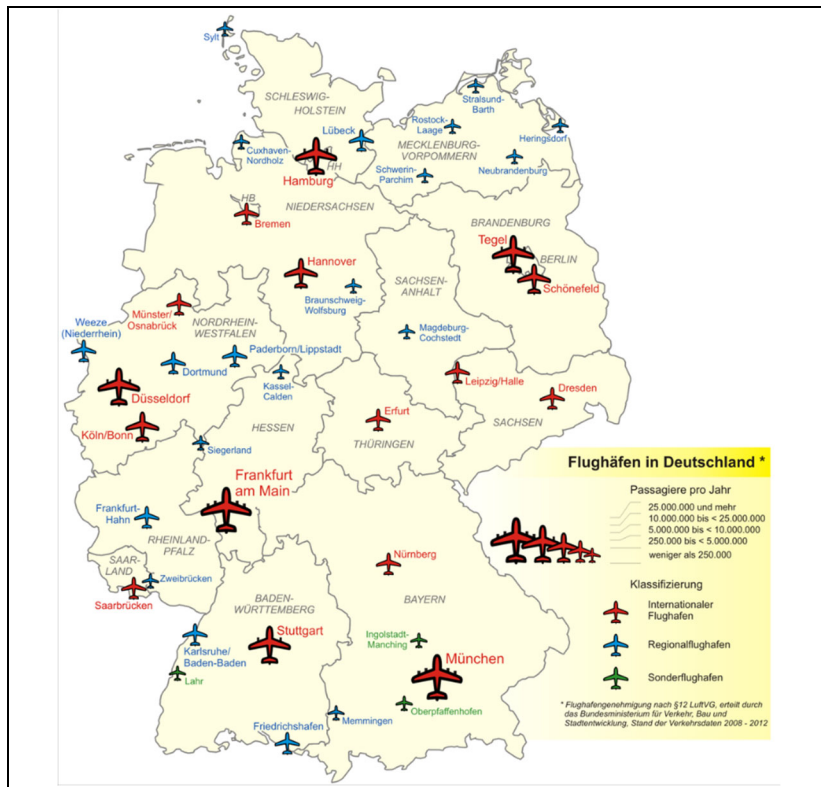 Sylt
SCHLESWIG-
HOLSTEIN
Stralsund-
Barth
Rostock-
Laage
Heringsdorf
Lübeck
Cuxhaven-
Nordholz
HH
Hamburg
MECKLENBURG-
VORPOMMERN
Schwerin-
Parchim
Neubrandenburg
HB
Bremen
NIEDERSACHSEN
BRANDENBURG
Tegel
BERLIN
Schönefeld
Hannover
Braunschweig-
Wolfsburg
SACHSEN-
ANHALT
Münster/
Osnabrück
NORDRHEIN-
WESTFALEN
Weeze
(Niederrhein)
Paderborn/Lippstadt
Dortmund
Magdeburg-
Cochstedt
Kassel-
Calden
Düsseldorf
Leipzig/Halle
Dresden
Köln/Bonn
Erfurt
HESSEN
THÜRINGEN
SACHSEN
Siegerland
Frankfurt
am Main
Frankfurt-
Hahn
RHEINLAND-
PFALZ
SAAR-
LAND
Zweibrücken
Saarbrücken
Nürnberg
BADEN-
WÜRTTEMBERG
BAYERN
Stuttgart
Ingolstadt-
Manching
Karlsruhe/
Baden-Baden
Lahr
München
Oberpfaffenhofen
Memmingen
Friedrichshafen
Flughäfen in Deutschland *
Passagiere pro Jahr
25.000.000 und mehr
10.000.000 bis < 25.000.000
5.000.000 bis < 10.000.000
250.000 bis < 5.000.000
weniger als 250.000
Klassifizierung
Internationaler
Flughafen
Regionalflughafen
Sonderflughafen
* Flughafengenehmigung nach §12 LuftVG, erteilt durch
das Bundesministerium für Verkehr, Bau und
Stadtentwicklung, Stand der Verkehrsdaten 2008 - 2012